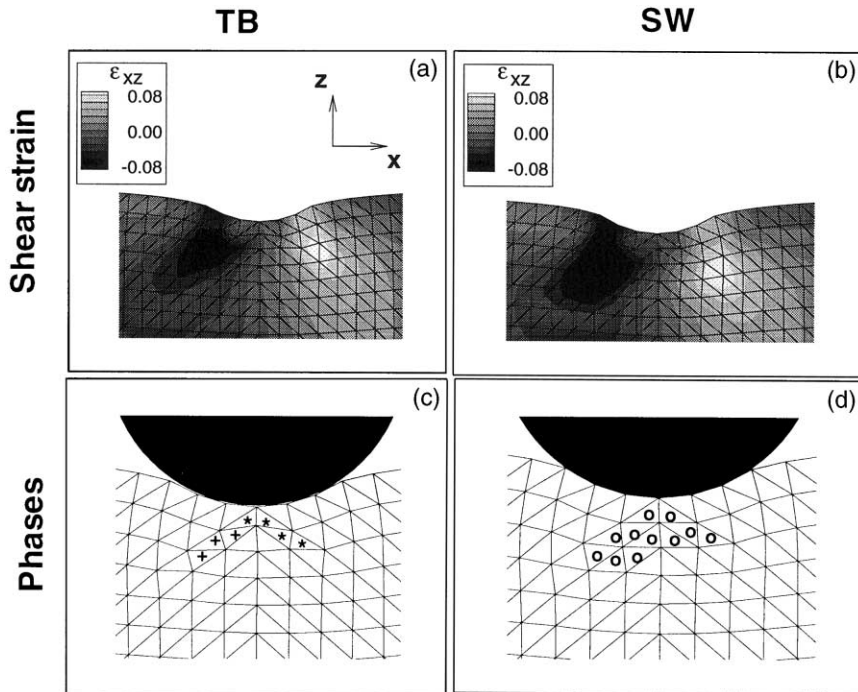 TB
SW
Shear strain
(a)
εxz
0.08
0.00
-0.08
z
x
(b)
εxz
0.08
0.00
-0.08
Phases
(c)
* *
+ + * *
+
(d)
o o
o o o o o
o o o o